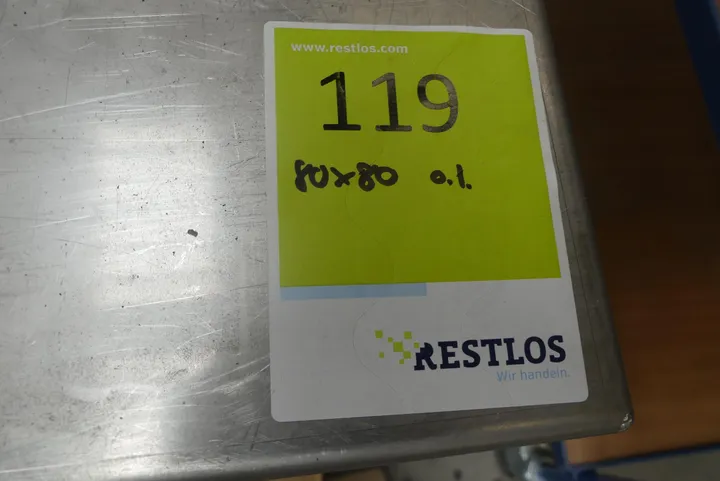 www.restlos.com
119
80x80 o.l.
RESTLOS
Wir handeln.